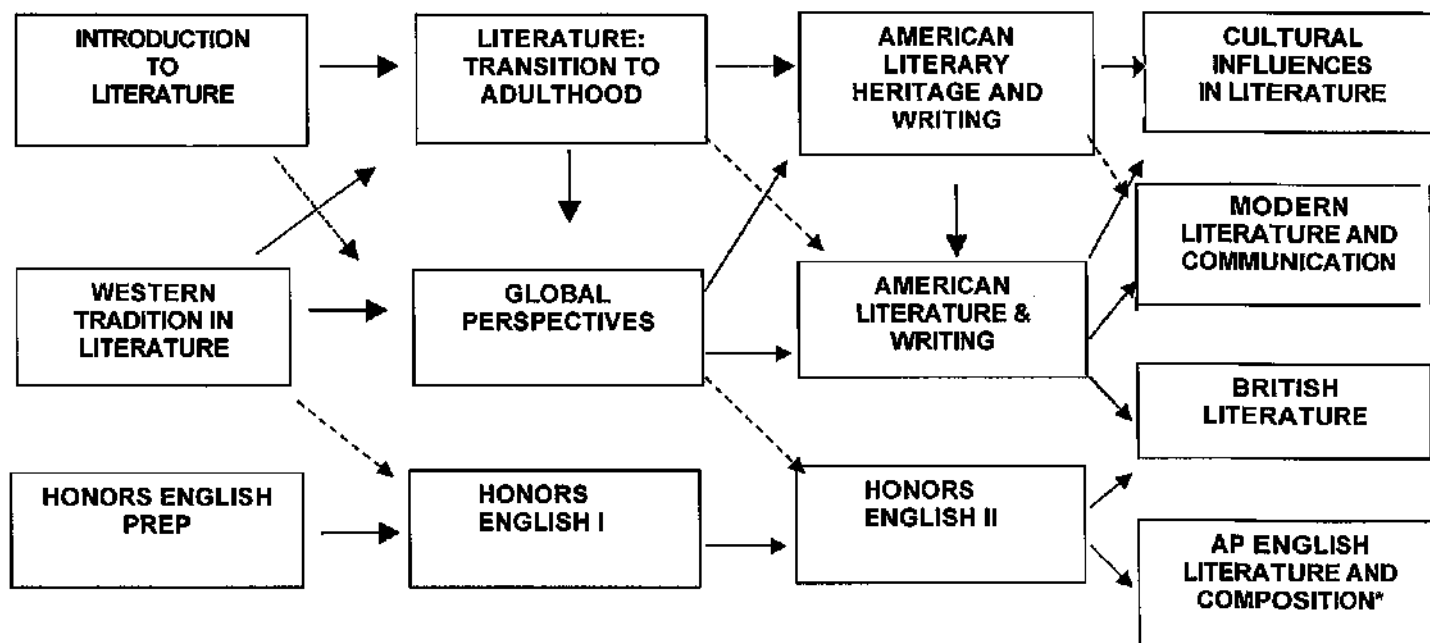 INTRODUCTION
TO
LITERATURE
LITERATURE:
TRANSITION TO
ADULTHOOD
AMERICAN
LITERARY
HERITAGE AND
WRITING
CULTURAL
INFLUENCES
IN LITERATURE
WESTERN
TRADITION IN
LITERATURE
GLOBAL
PERSPECTIVES
AMERICAN
LITERATURE &
WRITING
MODERN
LITERATURE AND
COMMUNICATION
BRITISH
LITERATURE
HONORS ENGLISH
PREP
HONORS
ENGLISH I
HONORS
ENGLISH II
AP ENGLISH
LITERATURE AND
COMPOSITION*